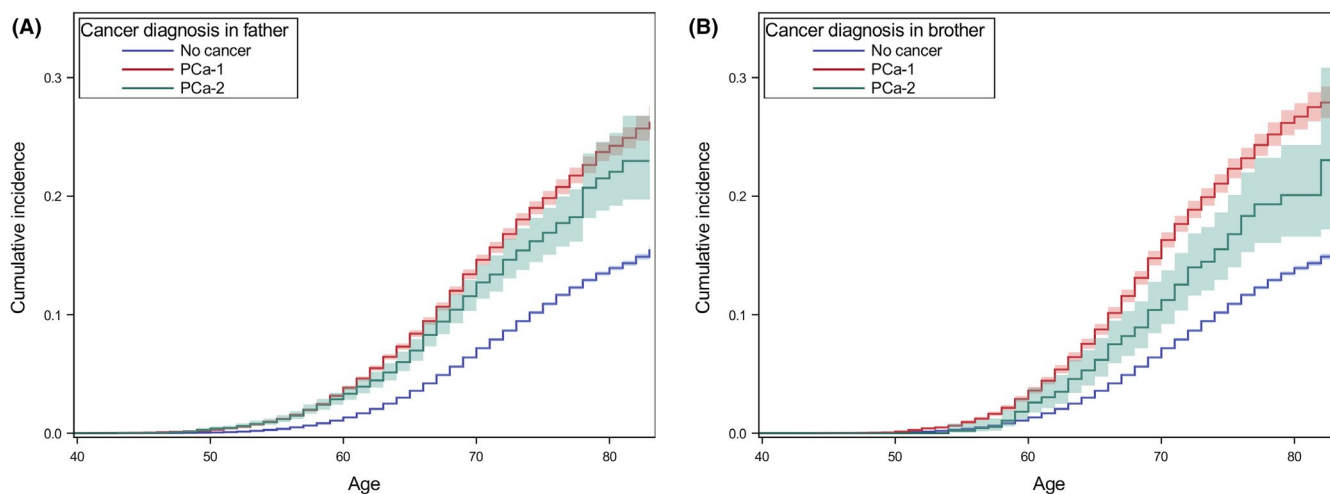 (A)
Cancer diagnosis in father
No cancer
PCa-1
PCa-2
0.3
0.2
0.1
0.0
Cumulative incidence
40 50 60 70 80
Age
(B)
Cancer diagnosis in brother
No cancer
PCa-1
PCa-2
0.3
0.2
0.1
0.0
Cumulative incidence
40 50 60 70 80
Age